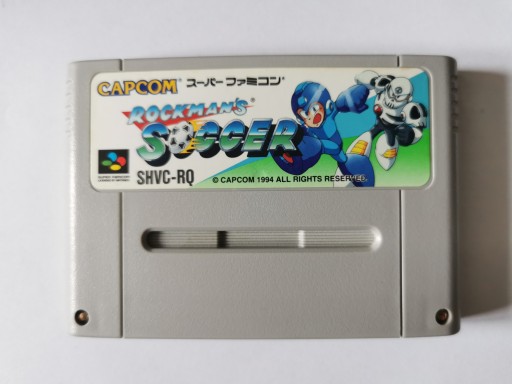 CAPCOM® スーパーファミコン®
ROCKMAN'S®
SOCCER
SHVC-RQ
© CAPCOM 1994 ALL RIGHTS RESERVED.